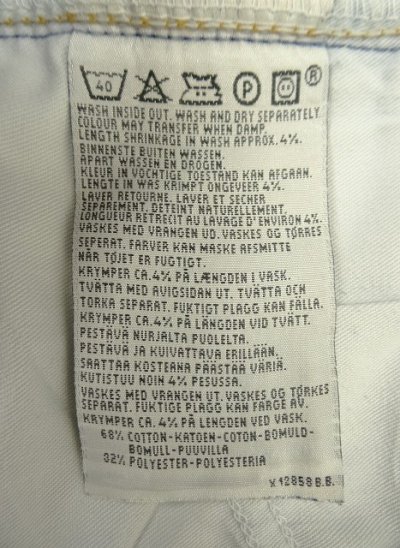 40 P ®
WASH INSIDE OUT. WASH AND DRY SEPARATELY
COLOUR MAY TRANSFER WHEN DAMP.
LENGTH SHRINKAGE IN WASH APPROX. 4%.
BINNENSTE BUITEN WASSEN.
APART WASSEN EN DROGEN.
KLEUR IN VOCHTIGE TOESTAND KAN AFGAAN.
LENGTE IN WAS KRIMPT ONGEVEER 4%.
LAVER RETOURNE. LAVER ET SECHER
SEPAREMENT. DETEINT NATURELLEMENT.
LONGUEUR RETRECIT AU LAVAGE D'ENVIRON 4%.
VASKES MED VRANGEN UD. VASKES OG TØRRES
SEPERAT. FARVER KAN MASKE AFSMITTE
NÅR TØJET ER FUGTIGT.
KRYMPER CA. 4% PÅ LÆNGDEN I VASK.
TVÄTTA MED AVIGSIDAN UT. TVÄTTA OCH
TORKA SEPARAT. FUKTIGT PLAGG KAN FÄLLA.
KRYMPER CA. 4% PÅ LÄNGDEN VID TVÄTT.
PESTÄVÄ NURJALTA PUOLELTA.
PESTÄVÄ JA KUIVATTAVA ERILLÄÄN.
SAATTAA KOSTEANA PÄÄSTÄÄ VÄRIÄ.
KUTISTUU NOIN 4% PESUSSA.
VASKES MED VRANGEN UT. VASKES OG TØRKES
SEPARAT. FUKTIGE PLAGG KAN FARGE AV.
KRYMPER CA. 4% PÅ LENGDEN VED VASK.
68% COTTON-KATOEN-COTON-BOMULD-
BOMULL-PUUVILLA
32% POLYESTER-POLYESTERIA
X 12858 B.B.